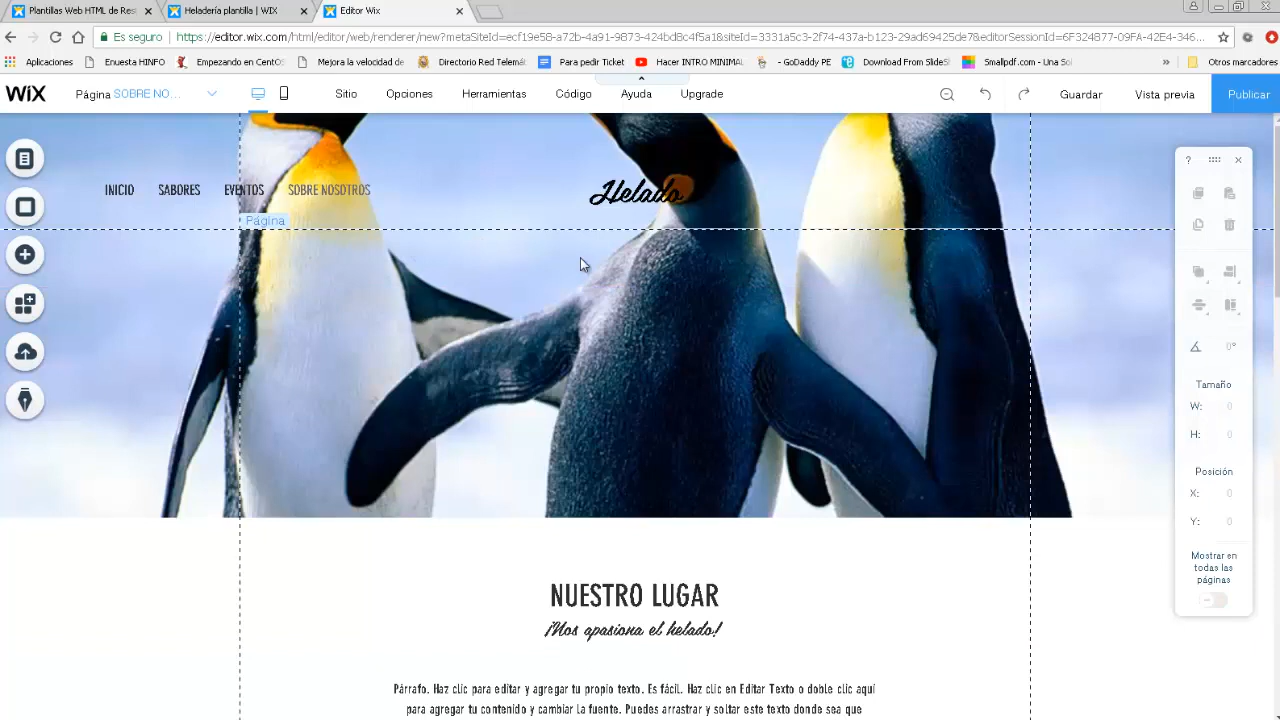 Plantillas Web HTML de Res
Heladería plantilla | WIX
Editor Wix
Es seguro | https://editor.wix.com/html/editor/web/renderer/new?metaSiteId=ecf19e58-a72b-4a91-9873-424bd8c4f5a1&siteId=3331a5c3-2f74-437a-b123-29ad69425de7&editorSessionId=6F324B77-09FA-42E4-346...
Aplicaciones
Enuesta HINFO
Empezando en CentOS
Mejora la velocidad de
Directorio Red Telemá
Para pedir Ticket
Hacer INTRO MINIMAL
- GoDaddy PE
Download From SlideS
Smallpdf.com - Una Sol
»
Otros marcadores
WiX
Página SOBRE NO...
Sitio
Opciones
Herramientas
Código
Ayuda
Upgrade
Guardar
Vista previa
Publicar
INICIO
SABORES
EVENTOS
SOBRE NOSOTROS
Helado
Página
?
0°
Tamaño
W: 0
H: 0
Posición
X: 0
Y: 0
Mostrar en
todas las
páginas
NUESTRO LUGAR
¡Nos apasiona el helado!
Párrafo. Haz clic para editar y agregar tu propio texto. Es fácil. Haz clic en Editar Texto o doble clic aquí
para agregar tu contenido y cambiar la fuente. Puedes arrastrar y soltar este texto donde sea que